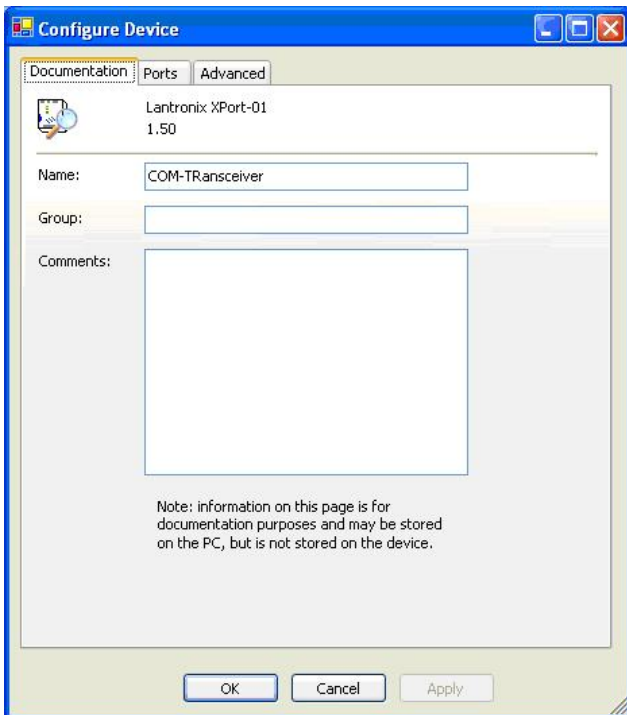 Configure Device
Documentation Ports Advanced
Lantronix XPort-01
1.50
Name: COM-TRansceiver
Group:
Comments:
Note: information on this page is for
documentation purposes and may be stored
on the PC, but is not stored on the device.
OK Cancel Apply